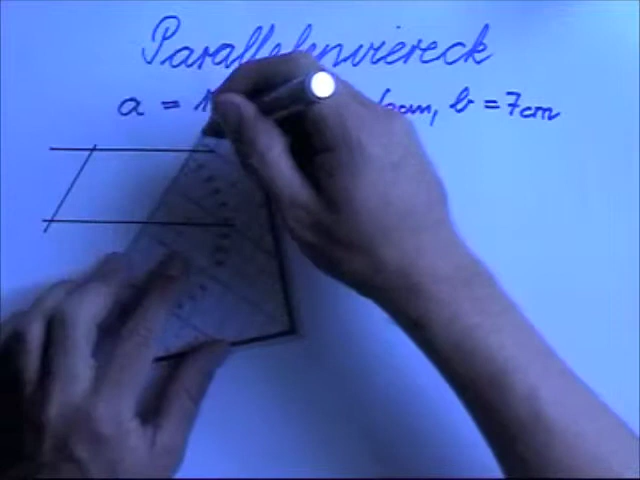 Parallelenviereck
a = cm, b = 7cm